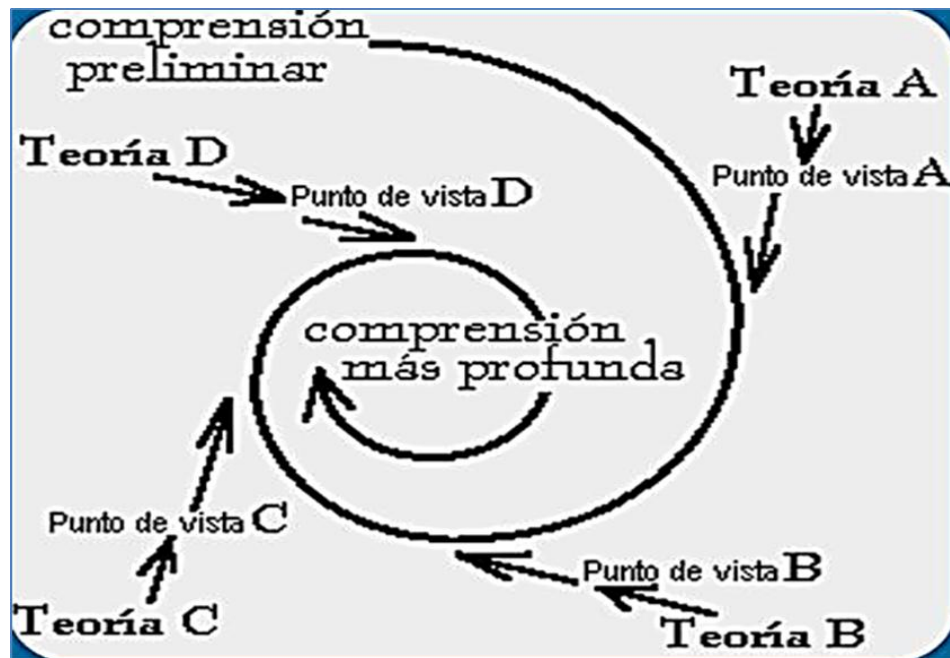 comprensión
preliminar
Teoría A
Punto de vista A
Teoría D
Punto de vista D
comprensión
más profunda
Punto de vista C
Teoría C
Punto de vista B
Teoría B